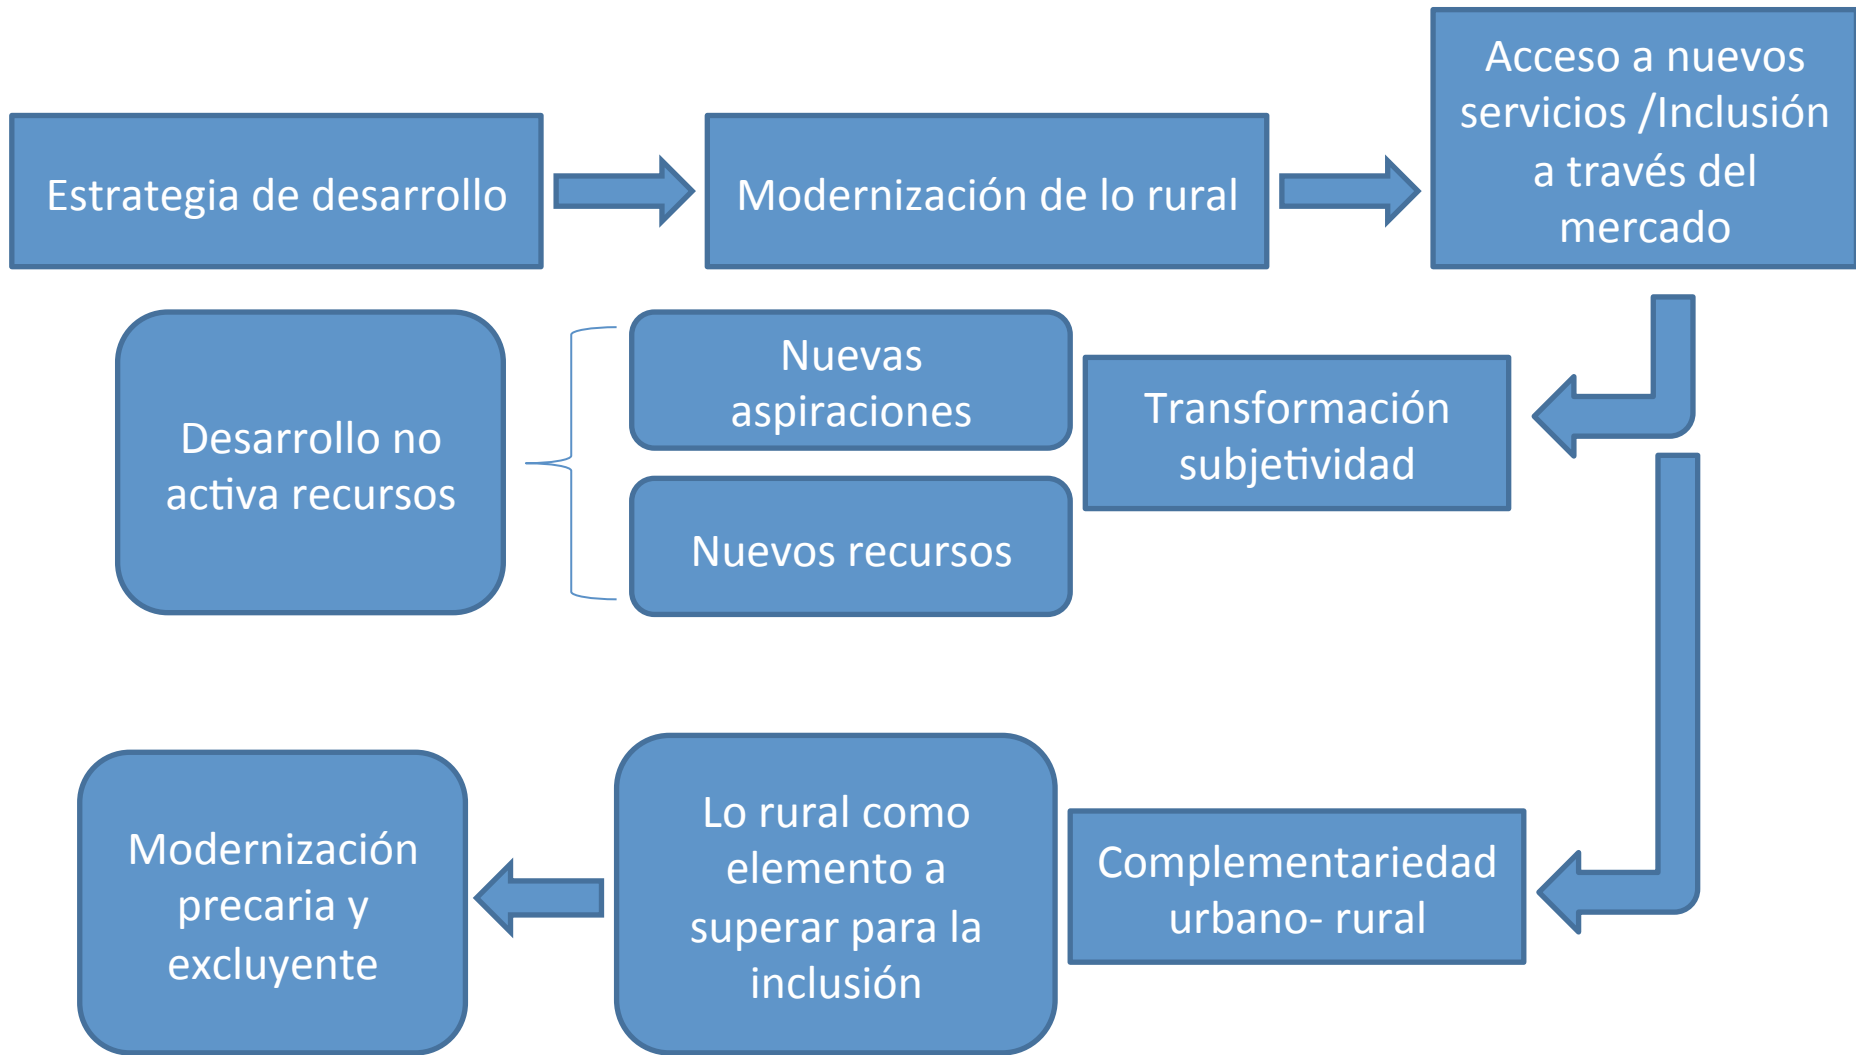 Estrategia de desarrollo
Modernización de lo rural
Acceso a nuevos
servicios /Inclusión
a través del
mercado
Desarrollo no
activa recursos
Nuevas
aspiraciones
Nuevos recursos
Transformación
subjetividad
Modernización
precaria y
excluyente
Lo rural como
elemento a
superar para la
inclusión
Complementariedad
urbano- rural